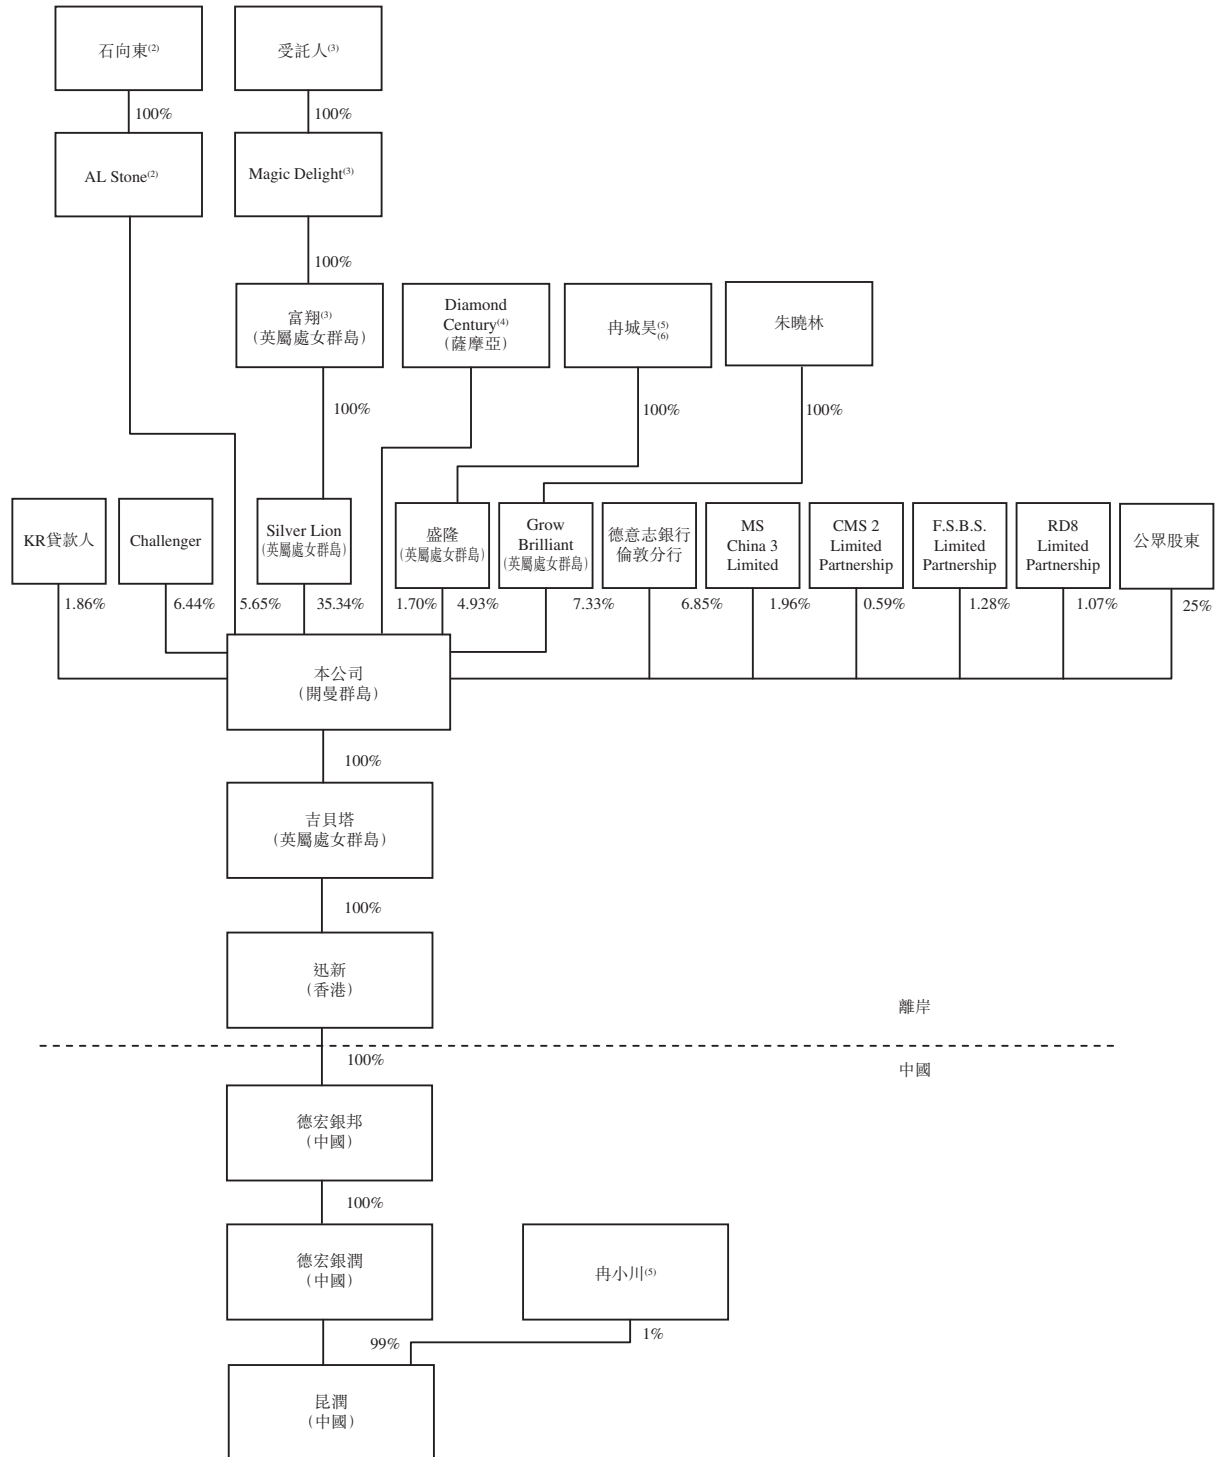 石向東(2)
受託人(3)
100%
100%
AL Stone(2)
Magic Delight(3)
100%
富翔(3)
(英屬處女群島)
Diamond
Century(4)
(薩摩亞)
冉城昊(5)
(6)
朱曉林
100%
100%
100%
KR貸款人
Challenger
Silver Lion
(英屬處女群島)
盛隆
(英屬處女群島)
Grow
Brilliant
(英屬處女群島)
德意志銀行
倫敦分行
MS
China 3
Limited
CMS 2
Limited
Partnership
F.S.B.S.
Limited
Partnership
RD8
Limited
Partnership
公眾股東
1.86%
6.44%
5.65%
35.34%
1.70%
4.93%
7.33%
6.85%
1.96%
0.59%
1.28%
1.07%
25%
本公司
(開曼群島)
100%
吉貝塔
(英屬處女群島)
100%
迅新
(香港)
離岸
100%
中國
德宏銀邦
(中國)
100%
德宏銀潤
(中國)
冉小川(5)
99%
1%
昆潤
(中國)